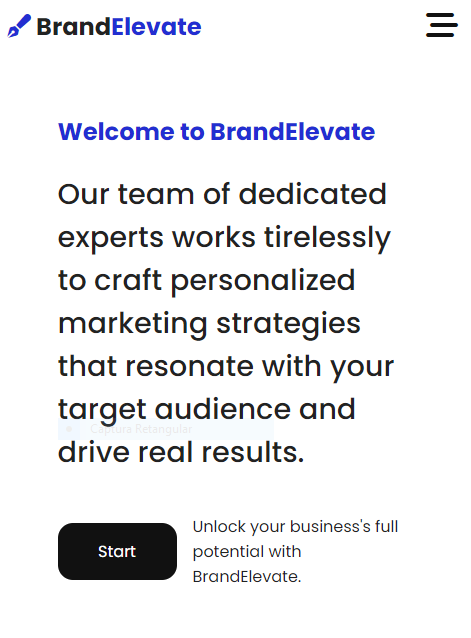 BrandElevate
Welcome to BrandElevate
Our team of dedicated
experts works tirelessly
to craft personalized
marketing strategies
that resonate with your
target audience and
Captura Retangular
drive real results.
Start
Unlock your business's full
potential with
BrandElevate.